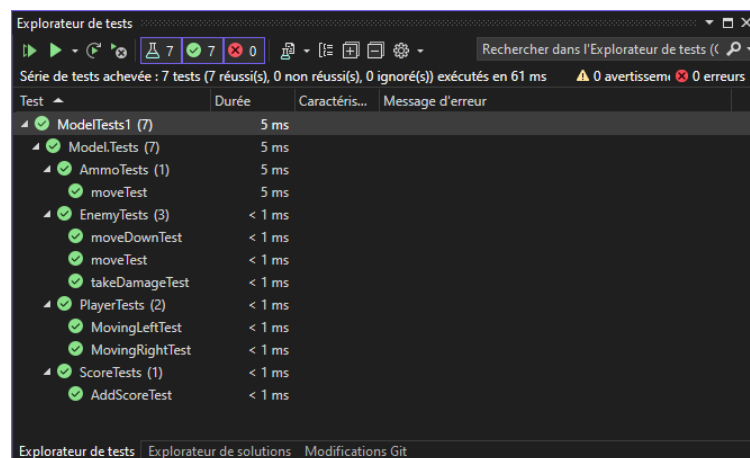 Explorateur de tests
7 7 0 Rechercher dans l'Explorateur de tests ((
Série de tests achevée : 7 tests (7 réussi(s), 0 non réussi(s), 0 ignoré(s)) exécutés en 61 ms 0 avertissem 0 erreurs
Test Durée Caractéris... Message d'erreur
ModelTests1 (7) 5 ms
Model.Tests (7) 5 ms
AmmoTests (1) 5 ms
moveTest 5 ms
EnemyTests (3) < 1 ms
moveDownTest < 1 ms
moveTest < 1 ms
takeDamageTest < 1 ms
PlayerTests (2) < 1 ms
MovingLeftTest < 1 ms
MovingRightTest < 1 ms
ScoreTests (1) < 1 ms
AddScoreTest < 1 ms
Explorateur de tests Explorateur de solutions Modifications Git